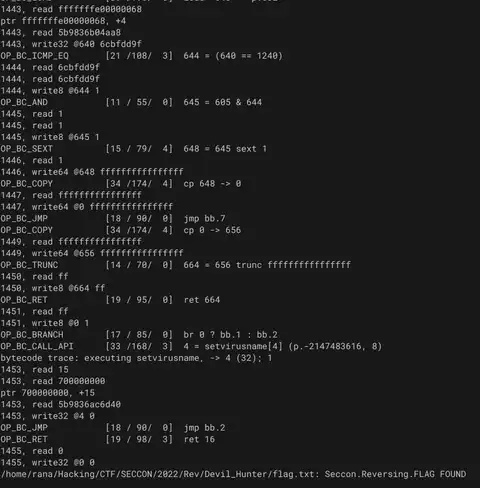 1443, read fffffffe00000068
ptr fffffffe00000068, +4
1443, read 5b9836b04aa8
1443, write32 @640 6cbfdd9f
OP_BC_ICMP_EQ [21 /108/ 3] 644 = (640 == 1240)
1444, read 6cbfdd9f
1444, read 6cbfdd9f
1444, write8 @644 1
OP_BC_AND [11 / 55/ 0] 645 = 605 & 644
1445, read 1
1445, read 1
1445, write8 @645 1
OP_BC_SEXT [15 / 79/ 4] 648 = 645 sext 1
1446, read 1
1446, write64 @648 ffffffffffffffff
OP_BC_COPY [34 /174/ 4] cp 648 -> 0
1447, read ffffffffffffffff
1447, write64 @0 ffffffffffffffff
OP_BC_JMP [18 / 90/ 0] jmp bb.7
OP_BC_COPY [34 /174/ 4] cp 0 -> 656
1449, read ffffffffffffffff
1449, write64 @656 ffffffffffffffff
OP_BC_TRUNC [14 / 70/ 0] 664 = 656 trunc ffffffffffffffff
1450, read ff
1450, write8 @664 ff
OP_BC_RET [19 / 95/ 0] ret 664
1451, read ff
1451, write8 @0 1
OP_BC_BRANCH [17 / 85/ 0] br 0 ? bb.1 : bb.2
OP_BC_CALL_API [33 /168/ 3] 4 = setvirusname[4] (p.-2147483616, 8)
bytecode trace: executing setvirusname, -> 4 (32); 1
1453, read 15
1453, read 700000000
ptr 700000000, +15
1453, read 5b9836ac6d40
1453, write32 @4 0
OP_BC_JMP [18 / 90/ 0] jmp bb.2
OP_BC_RET [19 / 98/ 3] ret 16
1455, read 0
1455, write32 @0 0
/home/rana/Hacking/CTF/SECCON/2022/Rev/Devil_Hunter/flag.txt: Seccon.Reversing.FLAG FOUND